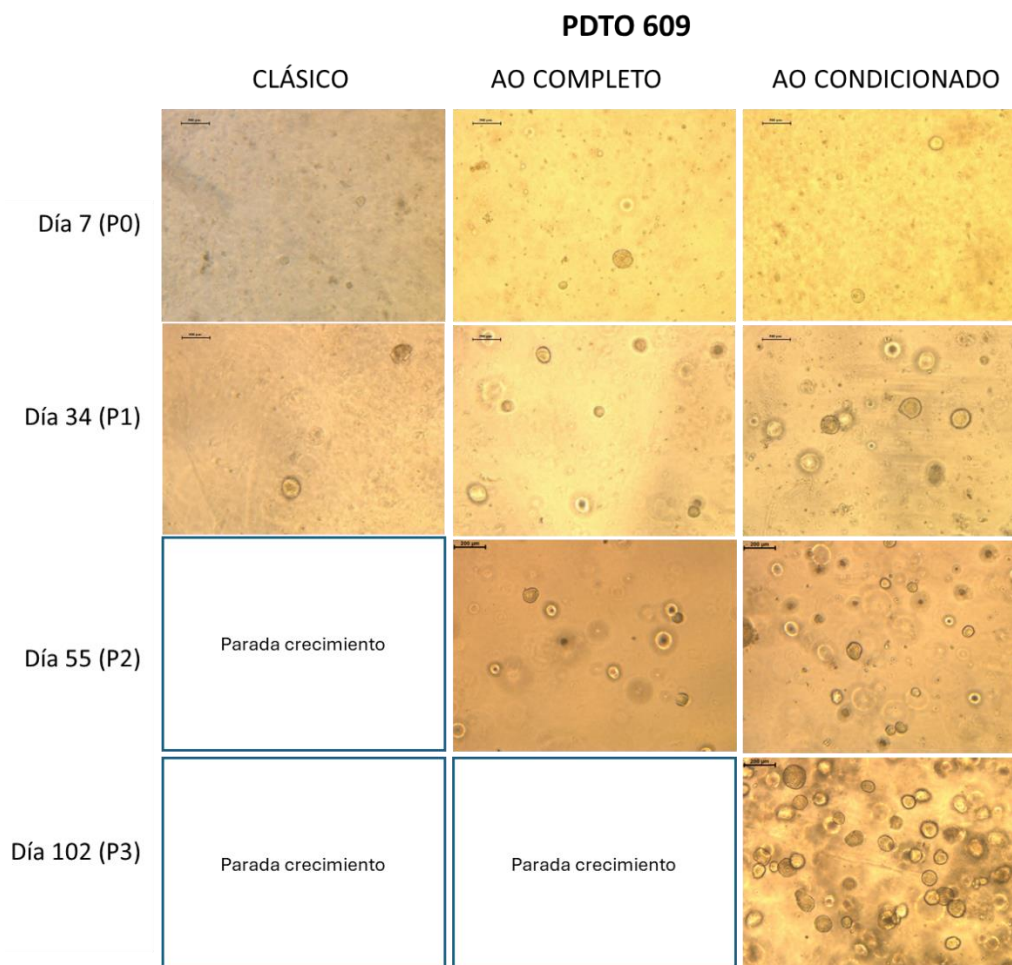 PDTO 609
CLÁSICO AO COMPLETO AO CONDICIONADO
Día 7 (P0)
Día 34 (P1)
200 µm 200 µm
Día 55 (P2) Parada crecimiento
200 µm
Día 102 (P3) Parada crecimiento Parada crecimiento